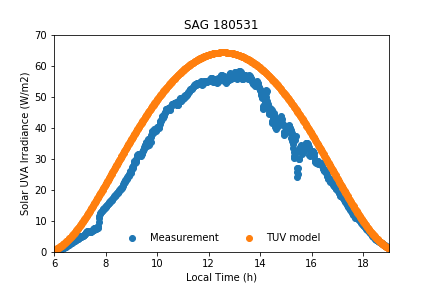 SAG 180531
Solar UVA Irradiance (W/m2)
70
60
50
40
30
20
10
0
Measurement TUV model
6 8 10 12 14 16 18
Local Time (h)